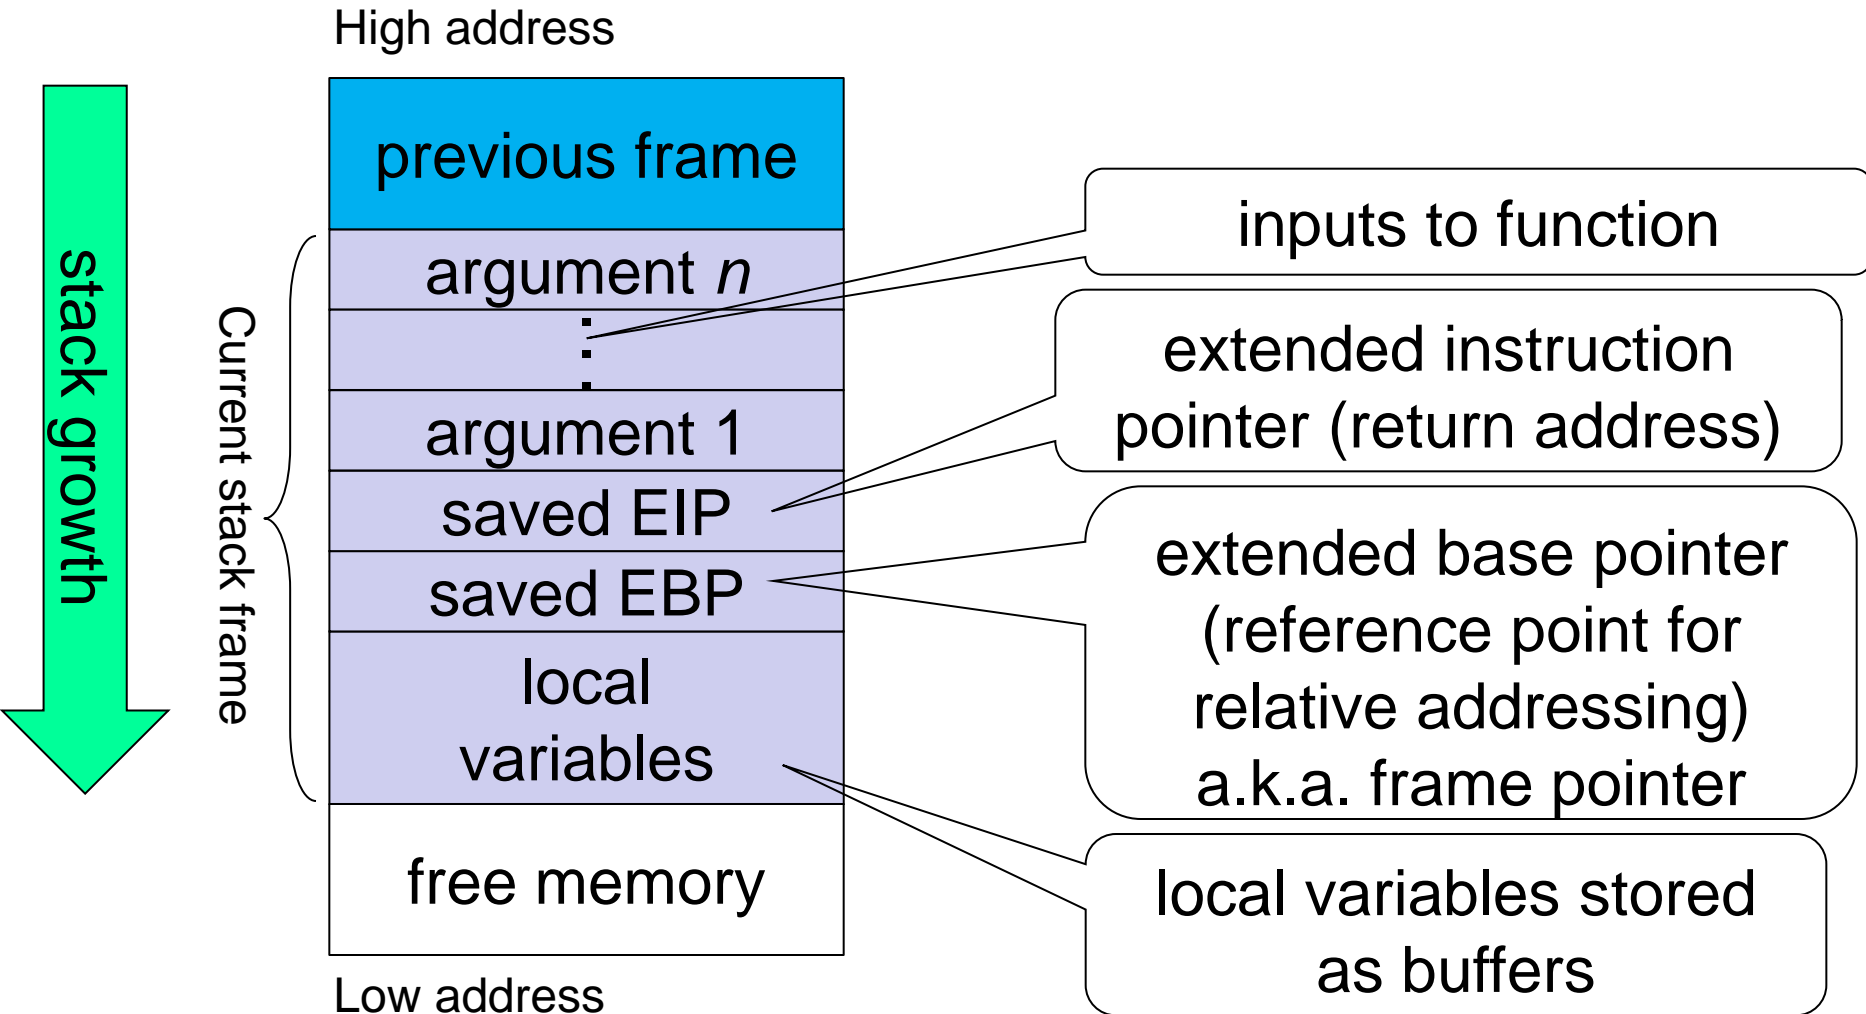 High address
stack growth
Current stack frame
previous frame
argument n
argument 1
saved EIP
saved EBP
local
variables
free memory
Low address
inputs to function
extended instruction
pointer (return address)
extended base pointer
(reference point for
relative addressing)
a.k.a. frame pointer
local variables stored
as buffers